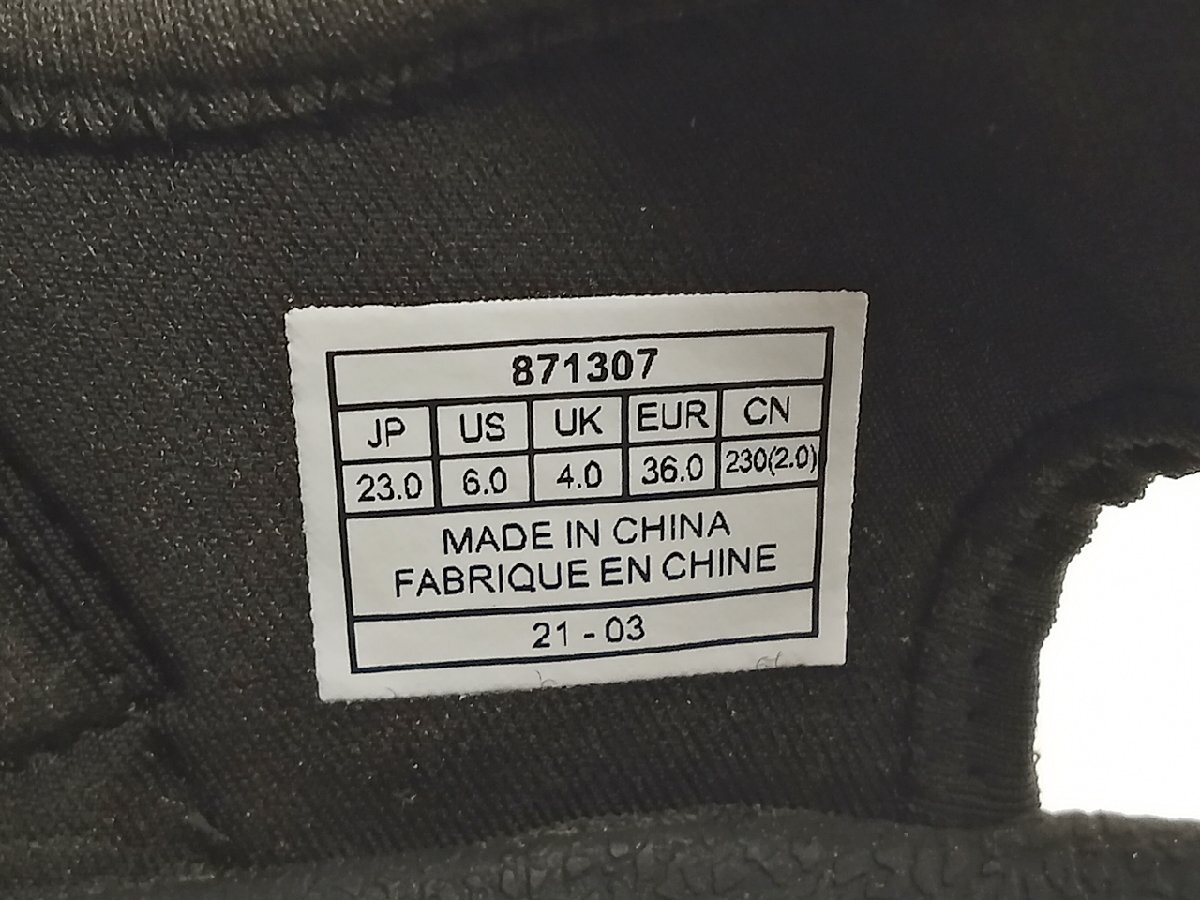 871307
JP US UK EUR CN
23.0 6.0 4.0 36.0 230(2.0)
MADE IN CHINA
FABRIQUE EN CHINE
21 - 03